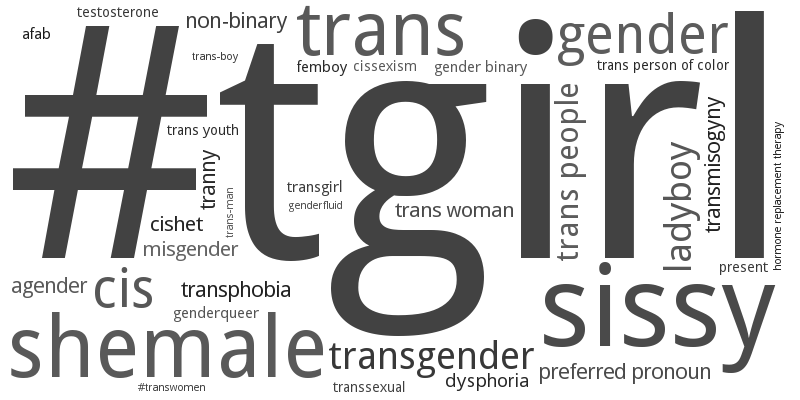 testosterone
afab
non-binary
trans
gender
trans-boy
femboy
cissexism
gender binary
trans person of color
#tgirl
trans youth
tranny
trans-man
transgirl
genderfluid
trans woman
trans people
ladyboy
transmisogyny
hormone replacement therapy
cishet
misgender
present
agender
cis
transphobia
genderqueer
sissy
shemale
transgender
preferred pronoun
dysphoria
#transwomen
transsexual